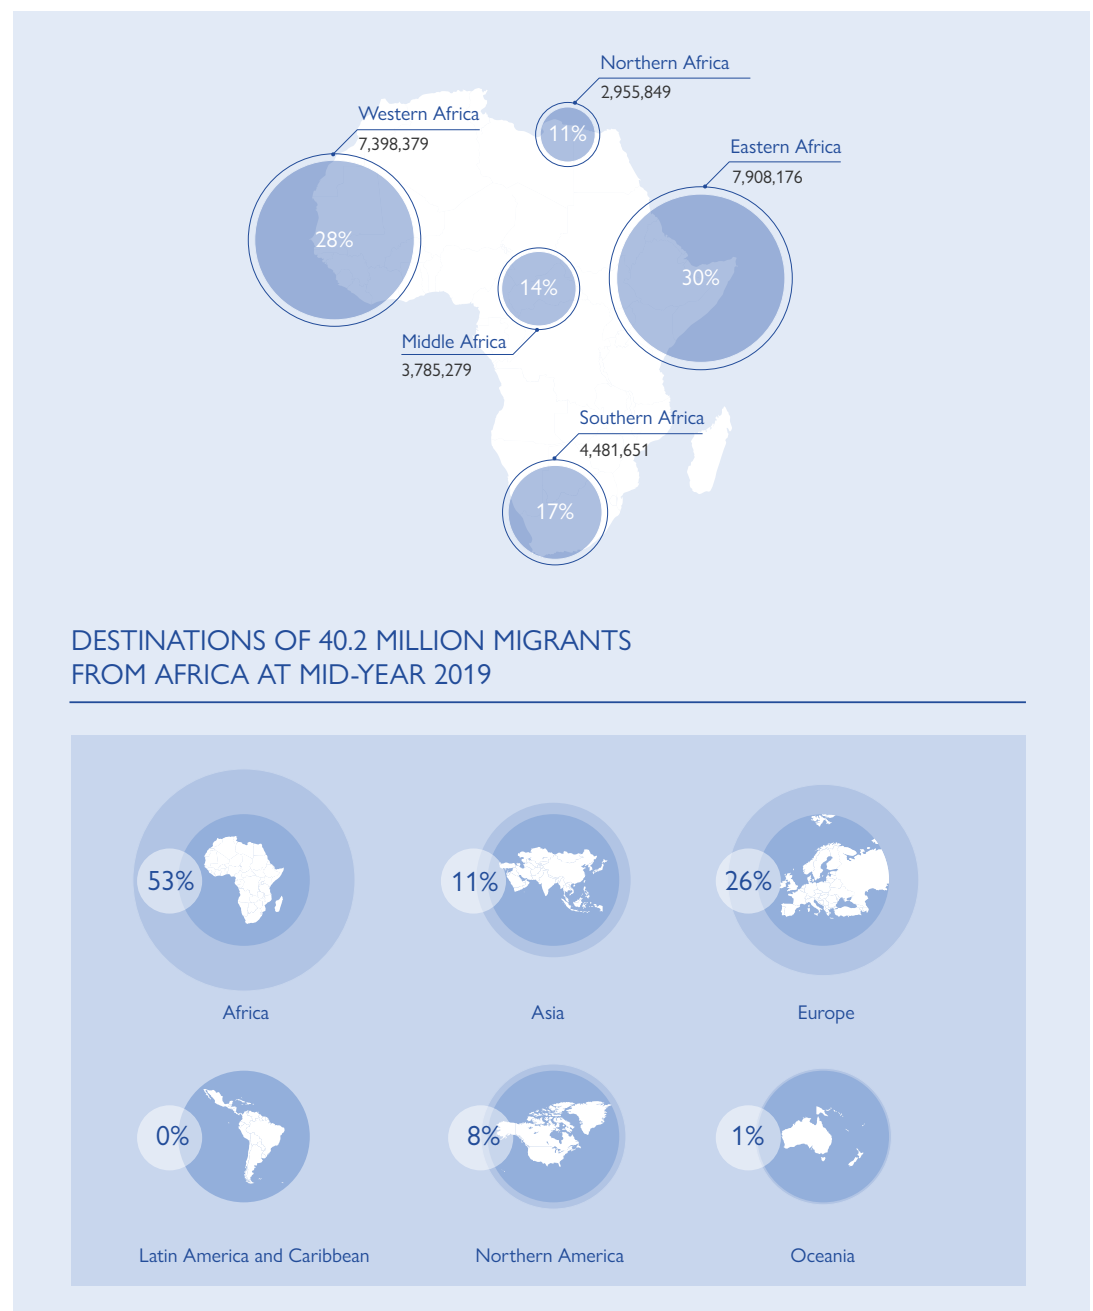 Northern Africa
2,955,849
11%
Western Africa
7,398,379
28%
Eastern Africa
7,908,176
30%
14%
Middle Africa
3,785,279
Southern Africa
4,481,651
17%
DESTINATIONS OF 40.2 MILLION MIGRANTS
FROM AFRICA AT MID-YEAR 2019
53%
11%
26%
Africa
Asia
Europe
0%
8%
1%
Latin America and Caribbean
Northern America
Oceania